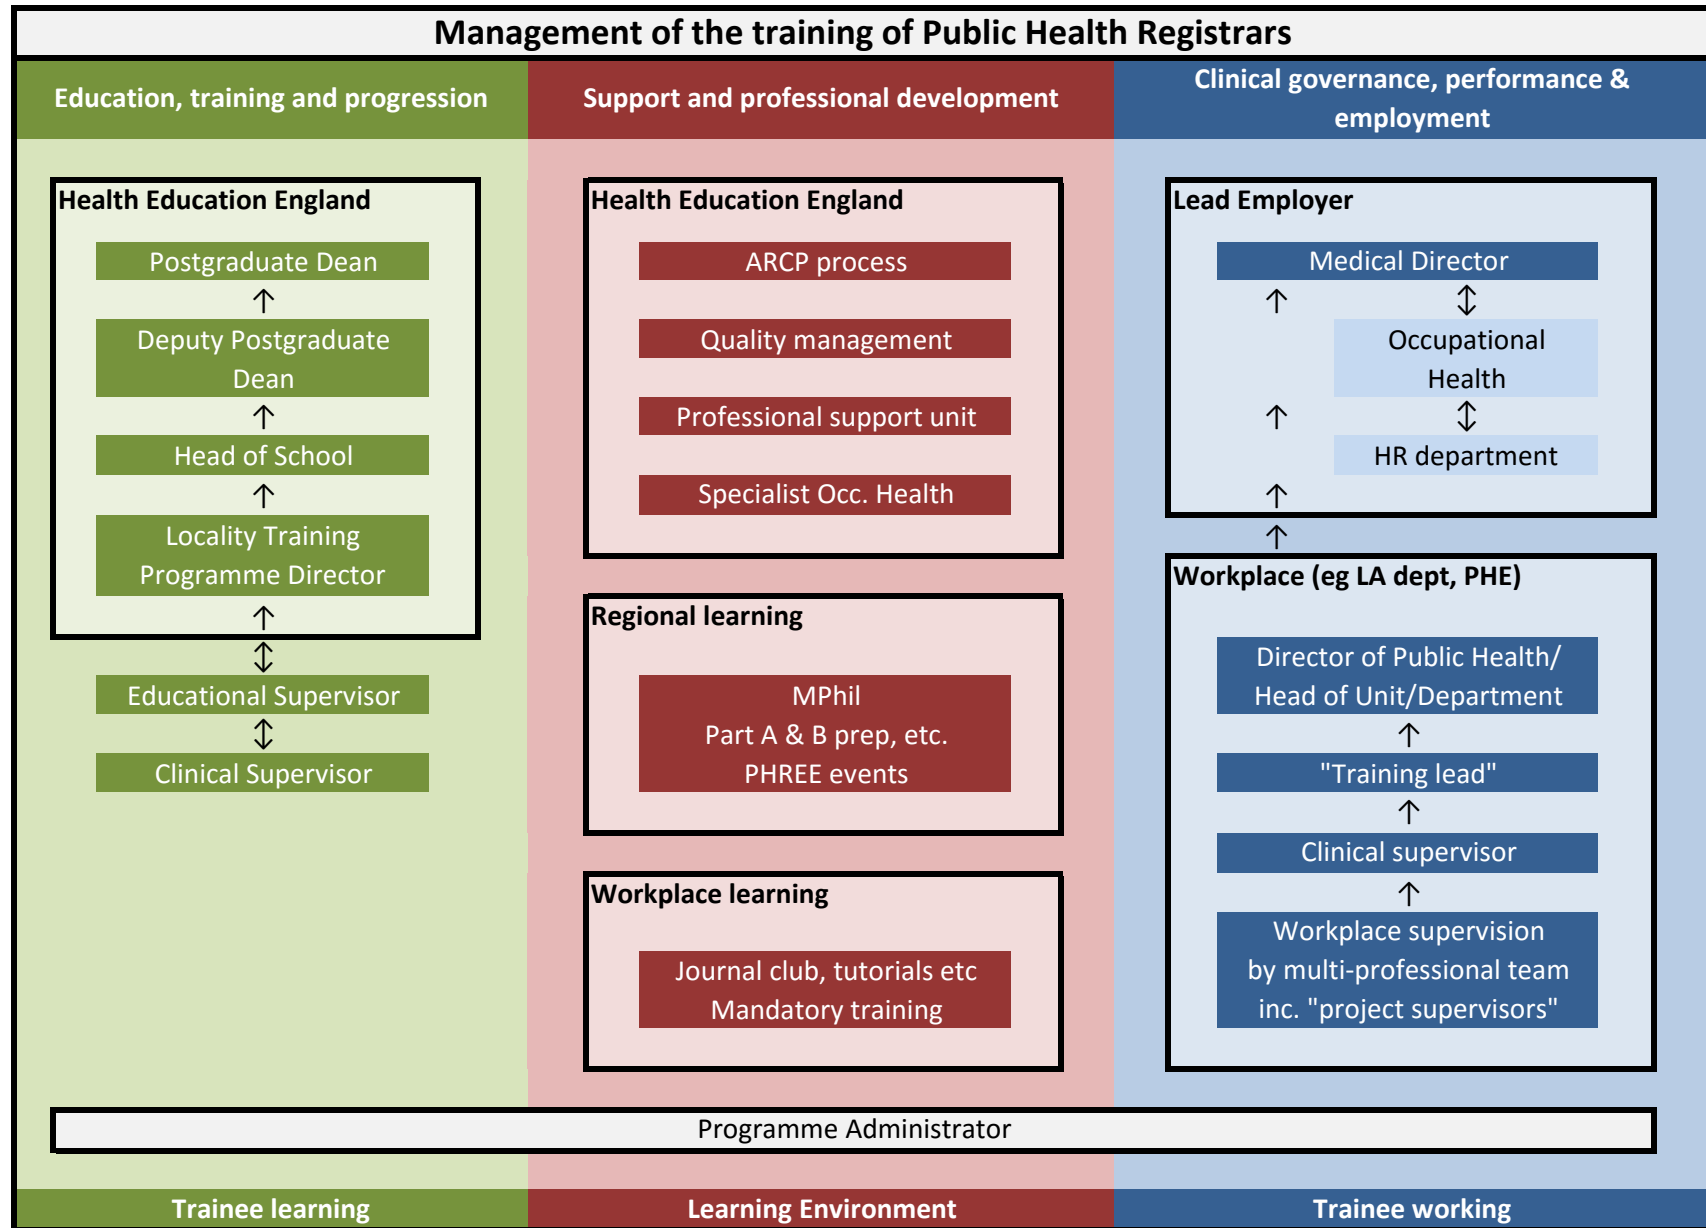 Management of the training of Public Health Registrars
Education, training and progression
Support and professional development
Clinical governance, performance &
employment
Health Education England
Postgraduate Dean
↑
Deputy Postgraduate
Dean
↑
Head of School
↑
Locality Training
Programme Director
↑
↕
Educational Supervisor
↕
Clinical Supervisor
Health Education England
ARCP process
Quality management
Professional support unit
Specialist Occ. Health
Regional learning
MPhil
Part A & B prep, etc.
PHREE events
Workplace learning
Journal club, tutorials etc
Mandatory training
Lead Employer
Medical Director
↑ ↕
Occupational
Health
↑ ↕
HR department
↑
↑
Workplace (eg LA dept, PHE)
Director of Public Health/
Head of Unit/Department
↑
"Training lead"
↑
Clinical supervisor
↑
Workplace supervision
by multi-professional team
inc. "project supervisors"
Programme Administrator
Trainee learning
Learning Environment
Trainee working